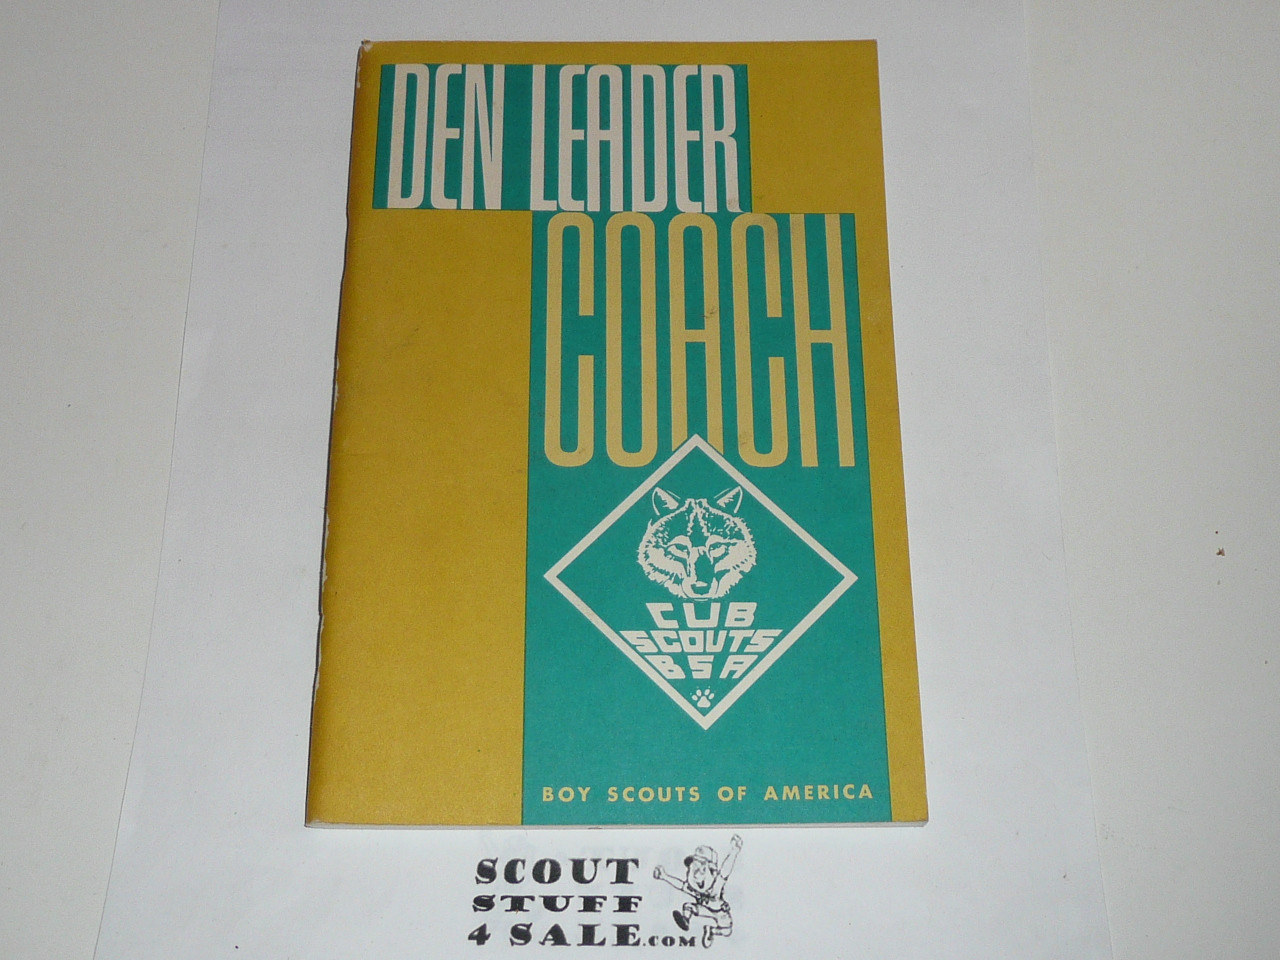 DEN LEADER
COACH
CUB
SCOUTS
BSA
BOY SCOUTS OF AMERICA
SCOUT
STUFF
4 SALE.COM